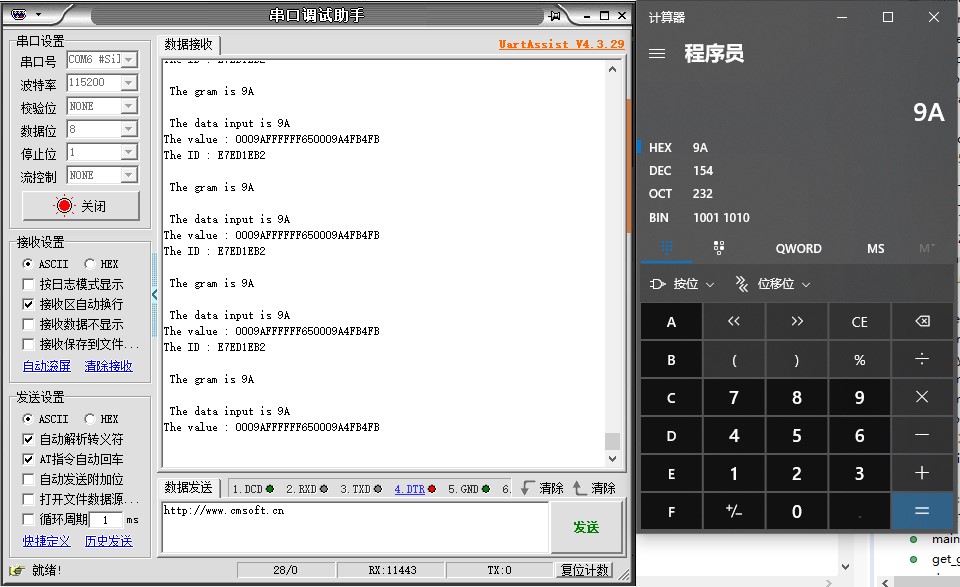 串口调试助手
串口设置
串口号 COM6 #Sil
波特率 115200
校验位 NONE
数据位 8
停止位 1
流控制 NONE
关闭
接收设置
ASCII HEX
按日志模式显示
接收区自动换行
接收数据不显示
接收保存到文件...
自动滚屏 清除接收
发送设置
ASCII HEX
自动解析转义符
AT指令自动回车
自动发送附加位
打开文件数据源...
循环周期 1 ms
快捷定义 历史发送
数据接收 UartAssist V4.3.29
The ID : E7ED1EB2
The gram is 9A
The data input is 9A
The value : 0009AFFFFFF650009A4FB4FB
The ID : E7ED1EB2
The gram is 9A
The data input is 9A
The value : 0009AFFFFFF650009A4FB4FB
The ID : E7ED1EB2
The gram is 9A
The data input is 9A
The value : 0009AFFFFFF650009A4FB4FB
The ID : E7ED1EB2
The gram is 9A
The data input is 9A
The value : 0009AFFFFFF650009A4FB4FB
数据发送 1.DCD 2.RXD 3.TXD 4.DTR 5.GND 6. 清除 清除
http://www.cmsoft.cn
发送
就绪! 28/0 RX:11443 TX:0 复位计数
计算器
程序员
9A
HEX 9A
DEC 154
OCT 232
BIN 1001 1010
QWORD MS M˅
按位 位移位
A << >> CE
B ( ) % ÷
C 7 8 9 ×
D 4 5 6 −
E 1 2 3 +
F +/− 0 . =
main
get_g